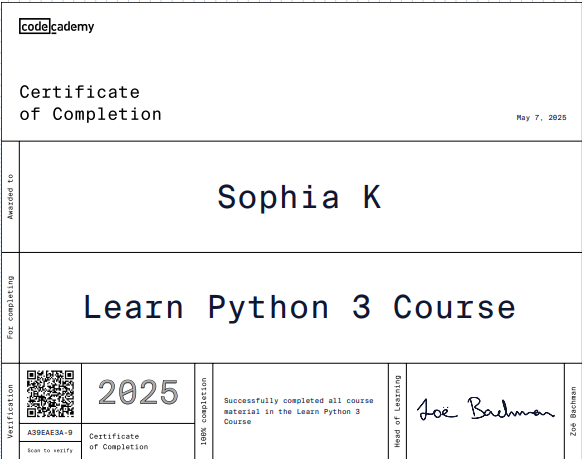 codecademy
Certificate
of Completion
May 7, 2025
Awarded to
Sophia K
For completing
Learn Python 3 Course
Verification
A39EAE3A-9
Scan to verify
2025
Certificate
of Completion
100% completion
Successfully completed all course
material in the Learn Python 3
Course
Head of Learning
Zoë Bachman
Zoë Bachman